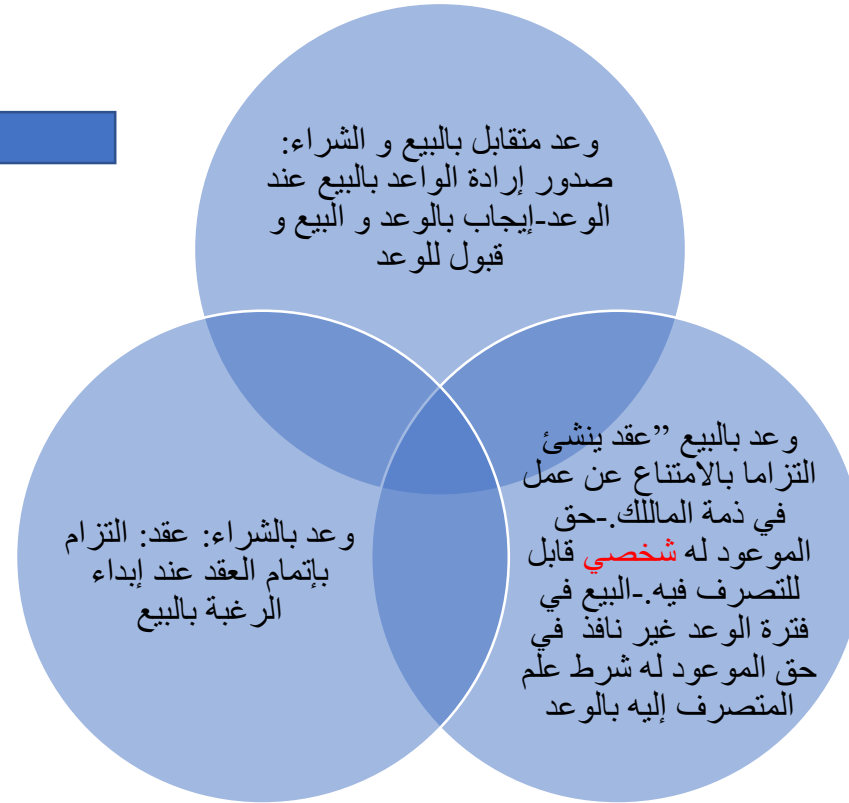 وعد متقابل بالبيع و الشراء:
صدور إرادة الواعد بالبيع عند
الوعد-إيجاب بالوعد و البيع و
قبول للوعد
وعد بالبيع ”عقد ينشئ
التزاما بالامتناع عن عمل
في ذمة الماللك.-حق
الموعود له شخصي قابل
للتصرف فيه.-البيع في
فترة الوعد غير نافذ في
حق الموعود له شرط علم
المتصرف إليه بالوعد
وعد بالشراء: عقد: التزام
بإتمام العقد عند إبداء
الرغبة بالبيع